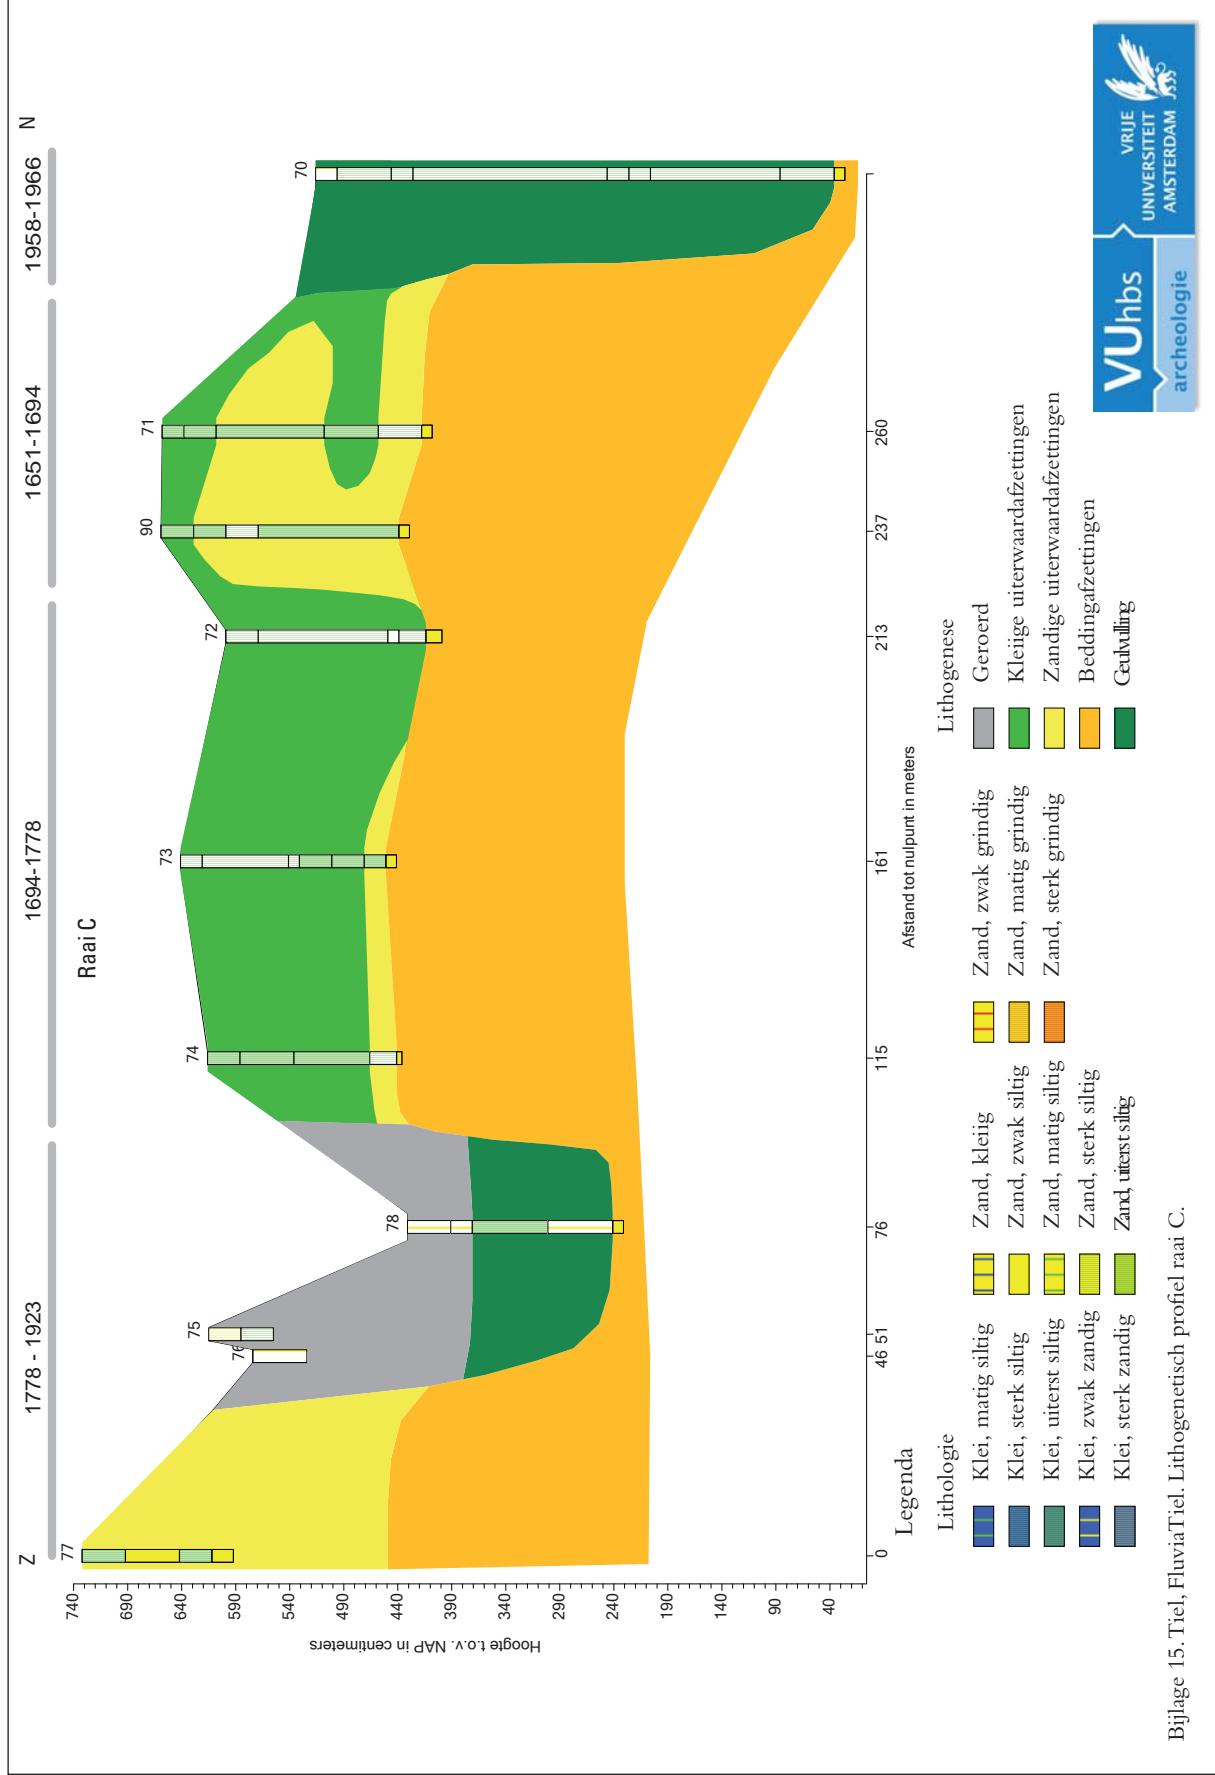 Z
1778 - 1923
1694-1778
1651-1694
1958-1966
N
Raai C
77
76
75
78
74
73
72
90
71
70
Hoogte t.o.v. NAP in centimeters
740
690
640
590
540
490
440
390
340
290
240
190
140
90
40
0
46
51
76
115
161
213
237
260
Afstand tot nulpunt in meters
Legenda
Lithologie
Klei, matig siltig
Klei, sterk siltig
Klei, uiterst siltig
Klei, zwak zandig
Klei, sterk zandig
Zand, kleiig
Zand, zwak siltig
Zand, matig siltig
Zand, sterk siltig
Zand, uiterst siltig
Zand, zwak grindig
Zand, matig grindig
Zand, sterk grindig
Lithogenese
Geroerd
Kleiige uiterwaardafzettingen
Zandige uiterwaardafzettingen
Beddingafzettingen
Geulvulling
VUhbs
archeologie
VRIJE
UNIVERSITEIT
AMSTERDAM
Bijlage 15. Tiel, FluviaTiel. Lithogenetisch profiel raai C.